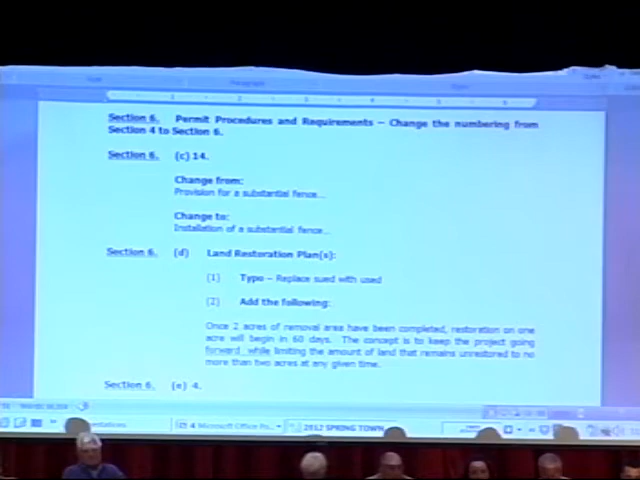 Section 6. Permit Procedures and Requirements – Change the numbering from
Section 4 to Section 6.
Section 6. (c) 14.
Change from:
Provision for a substantial fence...
Change to:
Installation of a substantial fence...
Section 6. (d) Land Restoration Plan(s):
(1) Typo – Replace sued with used
(2) Add the following:
Once 2 acres of removal area have been completed, restoration on one
acre will begin in 60 days. The concept is to keep the project going
forward while limiting the amount of land that remains unrestored to no
more than two acres at any given time.
Section 6. (e) 4.
4 Microsoft Office Po... 2012 SPRING TOWN